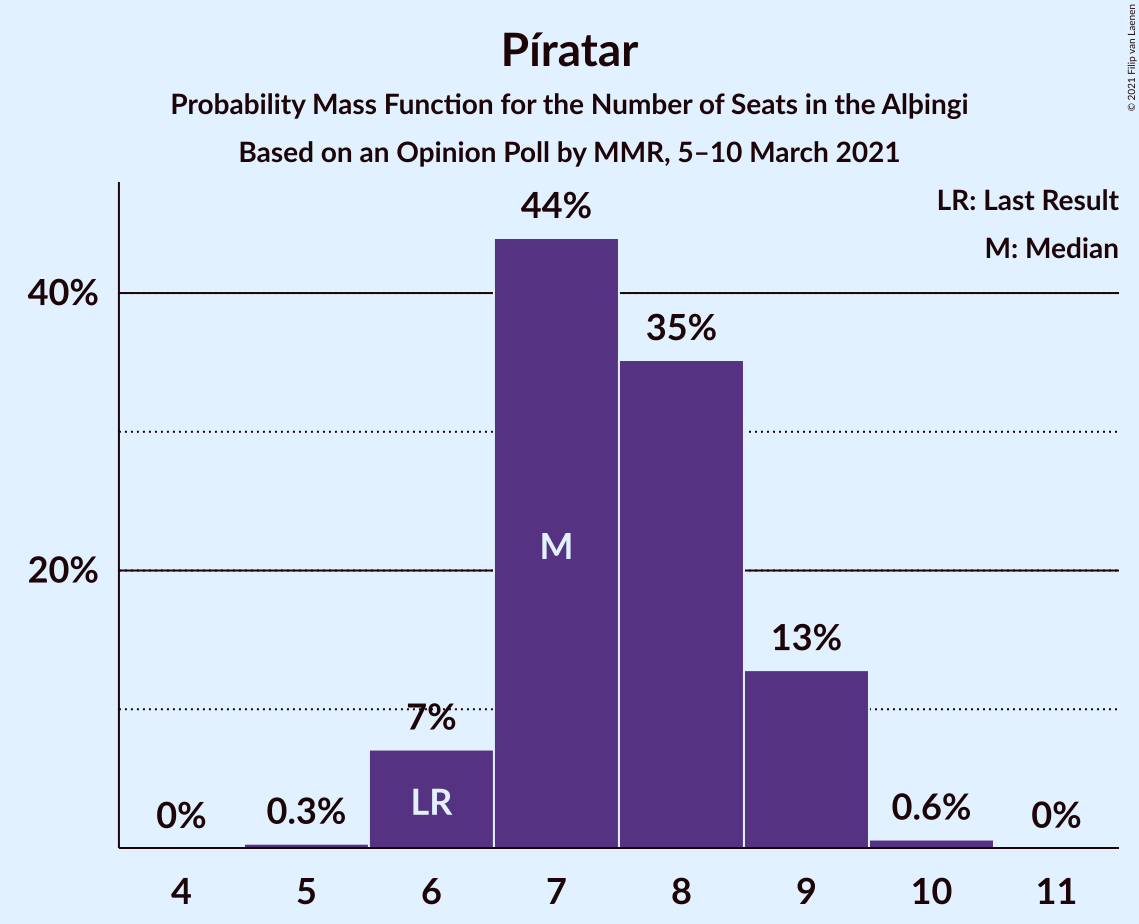 Píratar
Probability Mass Function for the Number of Seats in the Alþingi
Based on an Opinion Poll by MMR, 5–10 March 2021
© 2021 Filip van Laenen
LR: Last Result
M: Median
40%
20%
0%
0.3%
7%
44%
35%
13%
0.6%
0%
LR
M
4
5
6
7
8
9
10
11